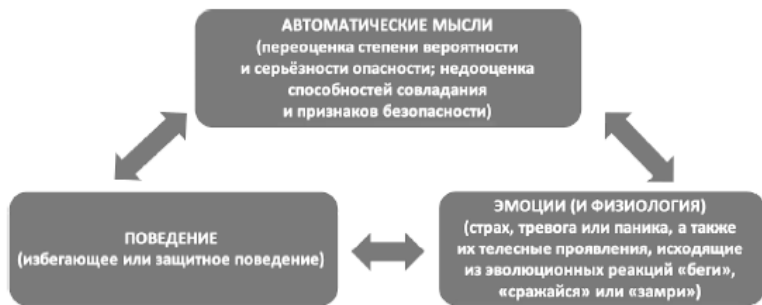 АВТОМАТИЧЕСКИЕ МЫСЛИ
(переоценка степени вероятности
и серьёзности опасности; недооценка
способностей совладания
и признаков безопасности)
ПОВЕДЕНИЕ
(избегающее или защитное поведение)
ЭМОЦИИ (И ФИЗИОЛОГИЯ)
(страх, тревога или паника, а также
их телесные проявления, исходящие
из эволюционных реакций «беги»,
«сражайся» или «замри»)